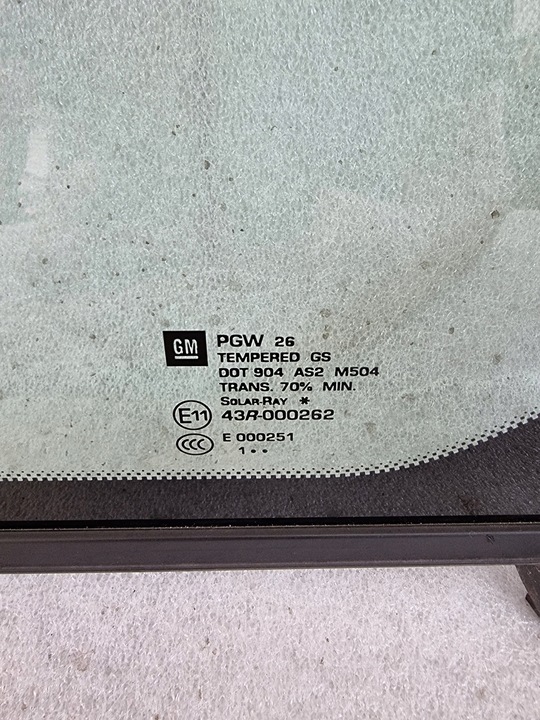 GM PGW 26
TEMPERED GS
DOT 904 AS2 M504
TRANS. 70% MIN.
SOLAR-RAY *
E11 43R-000262
CCC E 000251
1 • •